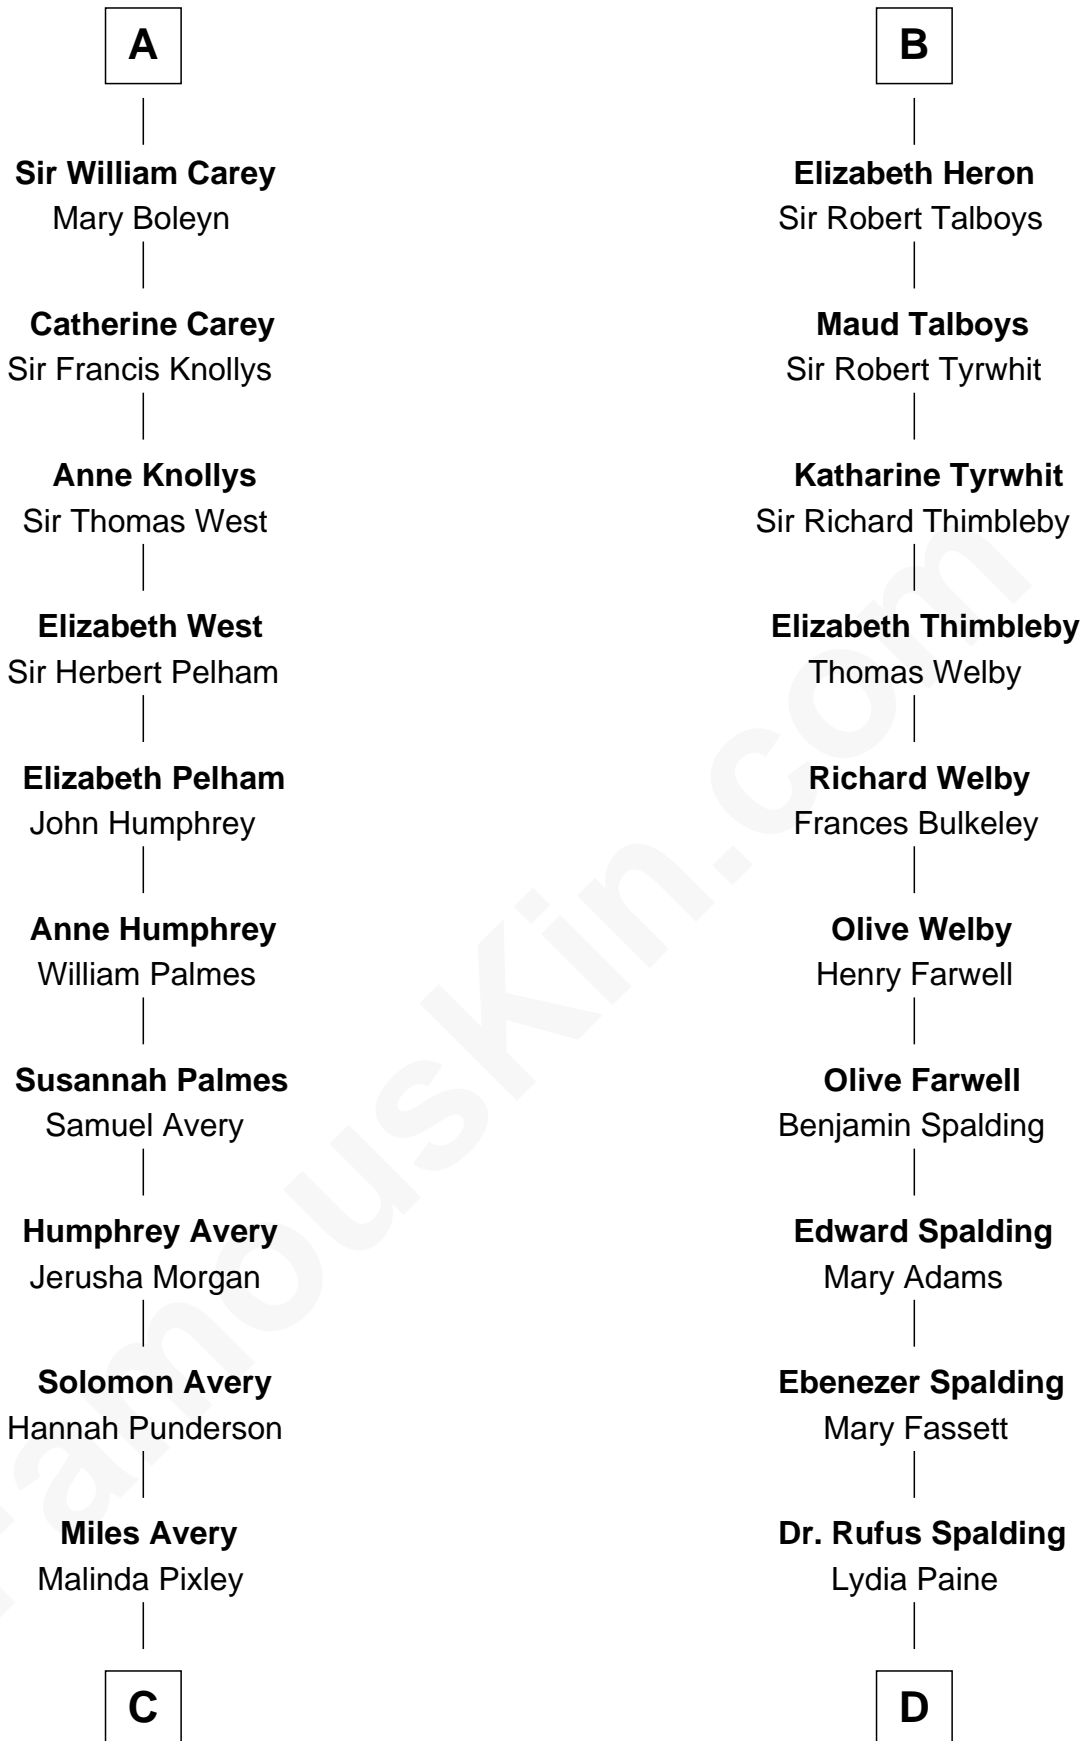 A
Sir William Carey
Mary Boleyn
Catherine Carey
Sir Francis Knollys
Anne Knollys
Sir Thomas West
Elizabeth West
Sir Herbert Pelham
Elizabeth Pelham
John Humphrey
Anne Humphrey
William Palmes
Susannah Palmes
Samuel Avery
Humphrey Avery
Jerusha Morgan
Solomon Avery
Hannah Punderson
Miles Avery
Malinda Pixley
C
B
Elizabeth Heron
Sir Robert Talboys
Maud Talboys
Sir Robert Tyrwhit
Katharine Tyrwhit
Sir Richard Thimbleby
Elizabeth Thimbleby
Thomas Welby
Richard Welby
Frances Bulkeley
Olive Welby
Henry Farwell
Olive Farwell
Benjamin Spalding
Edward Spalding
Mary Adams
Ebenezer Spalding
Mary Fassett
Dr. Rufus Spalding
Lydia Paine
D
FamousKin.com